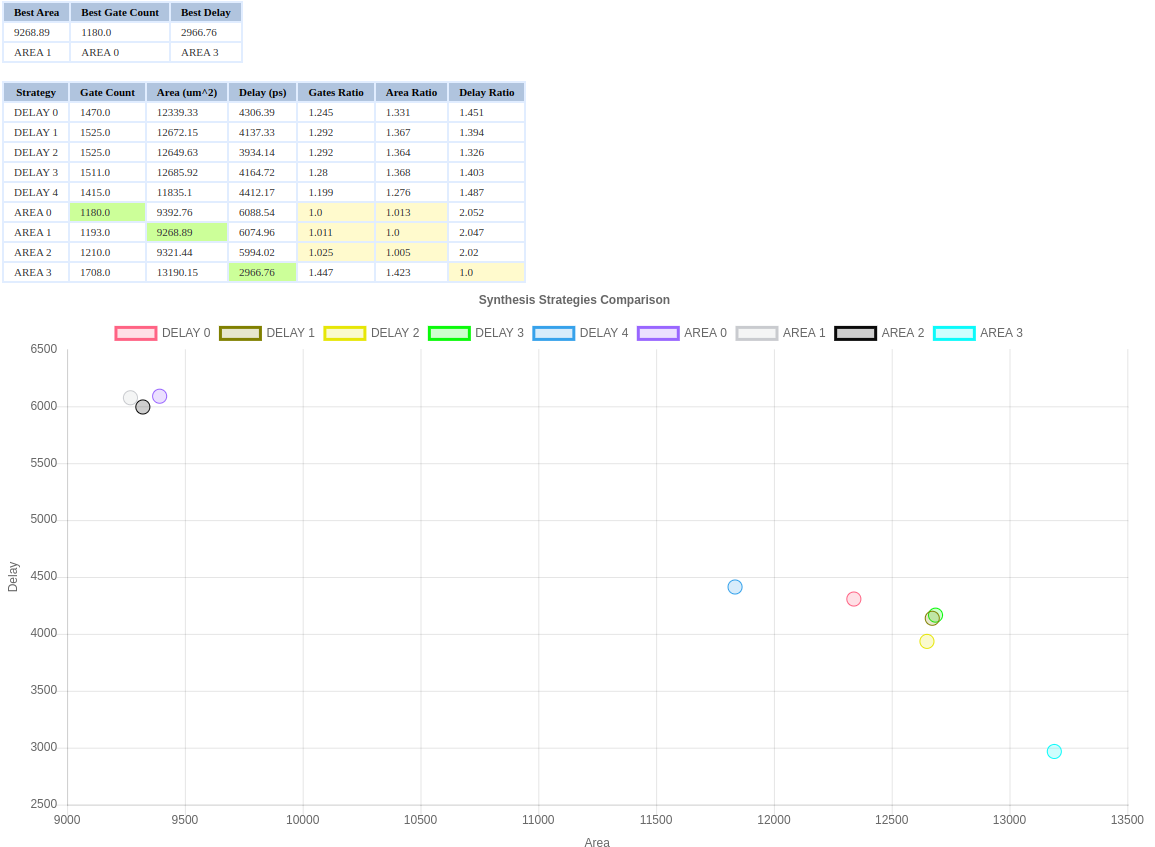 Best Area Best Gate Count Best Delay
9268.89 1180.0 2966.76
AREA 1 AREA 0 AREA 3
Strategy Gate Count Area (um^2) Delay (ps) Gates Ratio Area Ratio Delay Ratio
DELAY 0 1470.0 12339.33 4306.39 1.245 1.331 1.451
DELAY 1 1525.0 12672.15 4137.33 1.292 1.367 1.394
DELAY 2 1525.0 12649.63 3934.14 1.292 1.364 1.326
DELAY 3 1511.0 12685.92 4164.72 1.28 1.368 1.403
DELAY 4 1415.0 11835.1 4412.17 1.199 1.276 1.487
AREA 0 1180.0 9392.76 6088.54 1.0 1.013 2.052
AREA 1 1193.0 9268.89 6074.96 1.011 1.0 2.047
AREA 2 1210.0 9321.44 5994.02 1.025 1.005 2.02
AREA 3 1708.0 13190.15 2966.76 1.447 1.423 1.0
Synthesis Strategies Comparison
DELAY 0 DELAY 1 DELAY 2 DELAY 3 DELAY 4 AREA 0 AREA 1 AREA 2 AREA 3
6500
6000
5500
5000
4500
4000
3500
3000
2500
Delay
9000 9500 10000 10500 11000 11500 12000 12500 13000 13500
Area